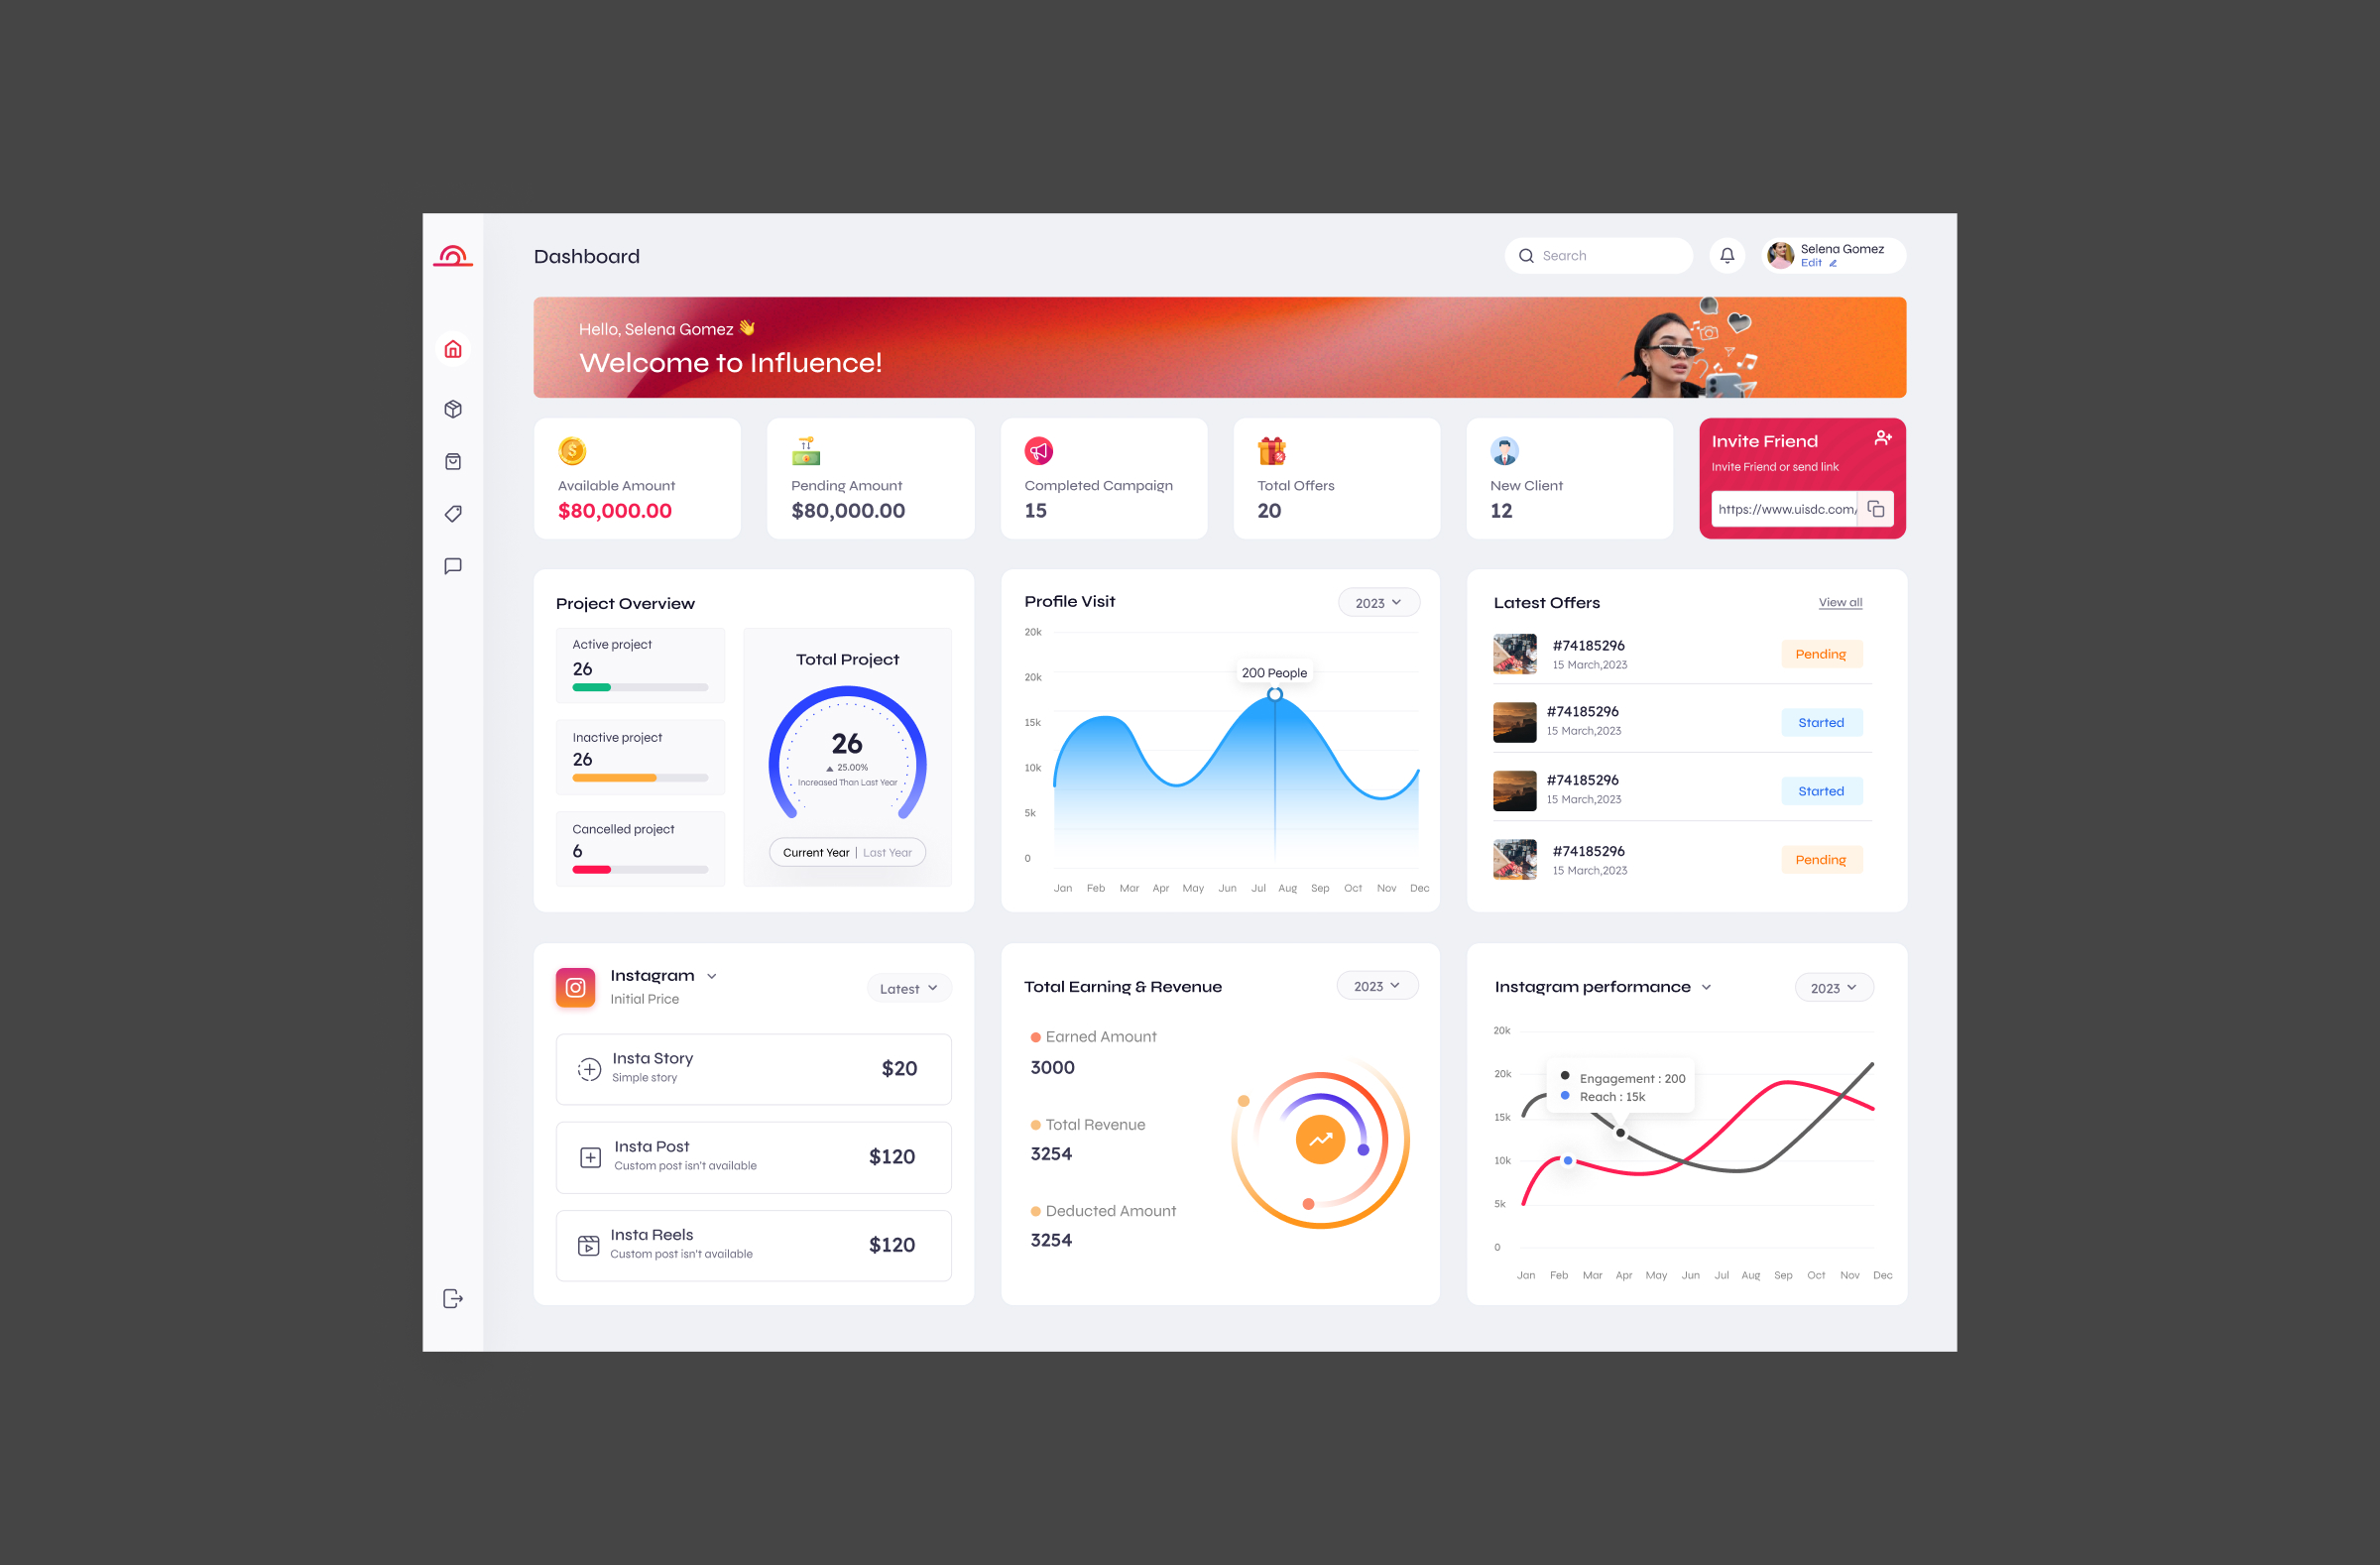 Dashboard
Search
Selena Gomez
Edit
Hello, Selena Gomez 👋
Welcome to Influence!
Available Amount
$80,000.00
Pending Amount
$80,000.00
Completed Campaign
15
Total Offers
20
New Client
12
Invite Friend
Invite Friend or send link
https://www.uisdc.com/
Project Overview
Active project
26
Inactive project
26
Cancelled project
6
Total Project
26
25.00%
Increased Than Last Year
Current Year | Last Year
Profile Visit
2023
20k
20k
15k
10k
5k
0
200 People
Jan Feb Mar Apr May Jun Jul Aug Sep Oct Nov Dec
Latest Offers
View all
#74185296
15 March,2023
Pending
#74185296
15 March,2023
Started
#74185296
15 March,2023
Started
#74185296
15 March,2023
Pending
Instagram
Initial Price
Latest
Insta Story
Simple story
$20
Insta Post
Custom post isn't available
$120
Insta Reels
Custom post isn't available
$120
Total Earning & Revenue
2023
Earned Amount
3000
Total Revenue
3254
Deducted Amount
3254
Instagram performance
2023
20k
20k
15k
10k
5k
0
Engagement : 200
Reach : 15k
Jan Feb Mar Apr May Jun Jul Aug Sep Oct Nov Dec